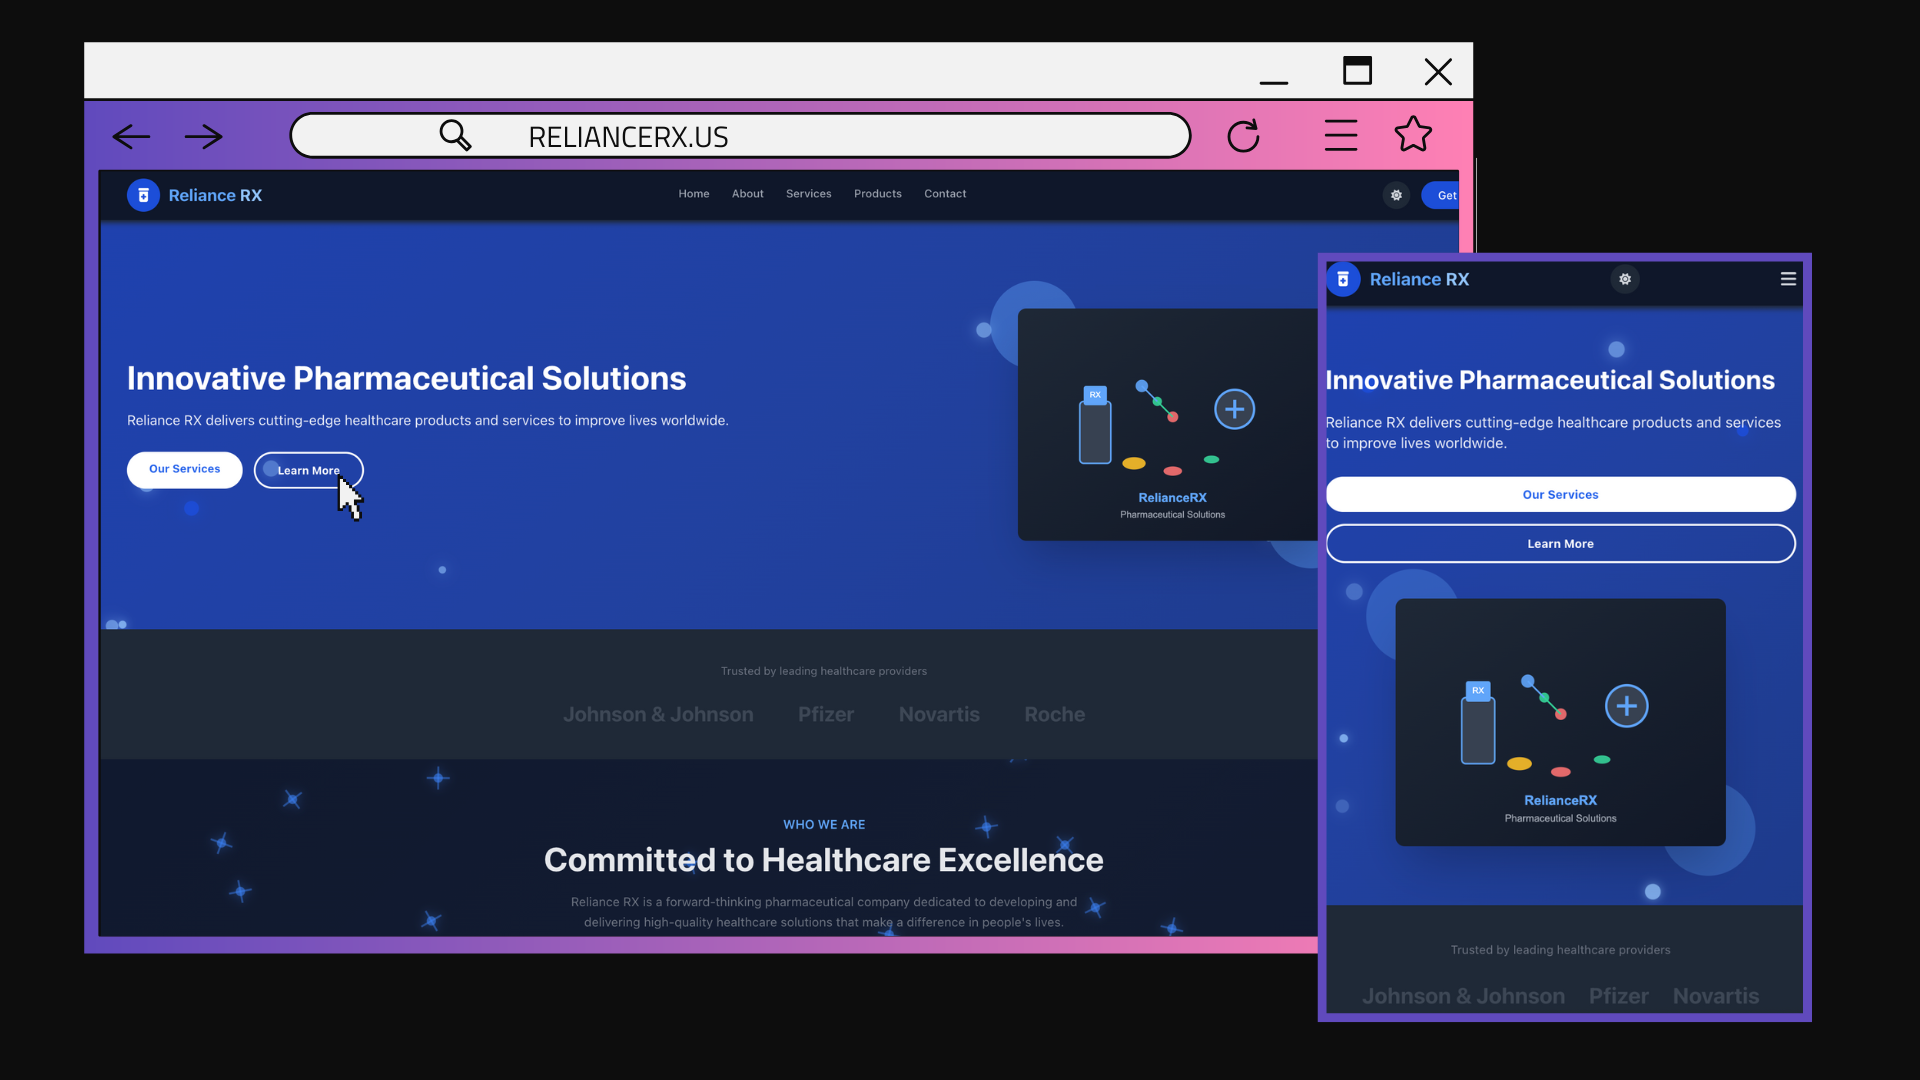 RELIANCERX.US
Reliance RX
Home About Services Products Contact
Get
Innovative Pharmaceutical Solutions
Reliance RX delivers cutting-edge healthcare products and services to improve lives worldwide.
Our Services Learn More
RX
RelianceRX
Pharmaceutical Solutions
Trusted by leading healthcare providers
Johnson & Johnson Pfizer Novartis Roche
WHO WE ARE
Committed to Healthcare Excellence
Reliance RX is a forward-thinking pharmaceutical company dedicated to developing and
delivering high-quality healthcare solutions that make a difference in people's lives.
Reliance RX
Innovative Pharmaceutical Solutions
Reliance RX delivers cutting-edge healthcare products and services
to improve lives worldwide.
Our Services
Learn More
RX
RelianceRX
Pharmaceutical Solutions
Trusted by leading healthcare providers
Johnson & Johnson Pfizer Novartis